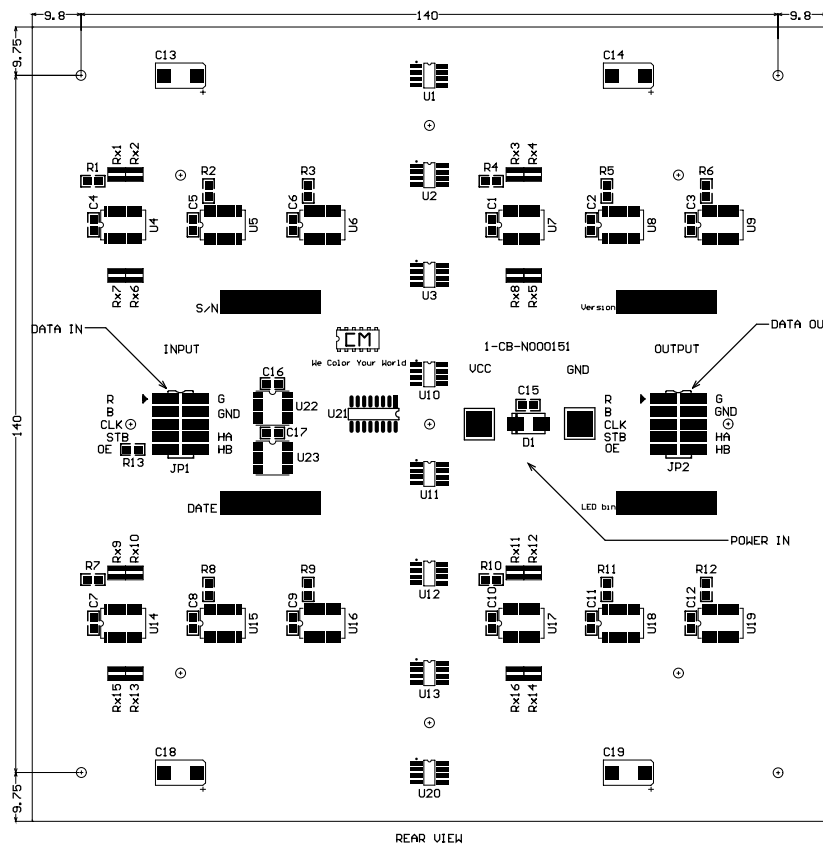 9.8 140 9.8
9.75
C13 C14
U1
Rx1 Rx2 Rx3 Rx4
R1 R2 R3 R4 R5 R6
U2
C4 U4 C5 U5 C6 U6 C1 U7 C2 U8 C3 U9
U3
Rx7 Rx6 Rx8 Rx5
S/N Version
DATA IN CM DATA OU
INPUT We Color Your World 1-CB-N000151 OUTPUT
U10 VCC GND
C16 C15
R G U22 U21 R G
B GND B GND
CLK CLK
STB HA C17 STB HA
OE HB U23 D1 OE HB
R13 JP1 JP2
140
U11
DATE LED bin
POWER IN
Rx9 Rx10 Rx11 Rx12
R7 R8 R9 R10 R11 R12
U12
C7 U14 C8 U15 C9 U16 C10 U17 C11 U18 C12 U19
U13
Rx15 Rx13 Rx16 Rx14
C18 C19
U20
9.75
REAR VIEW